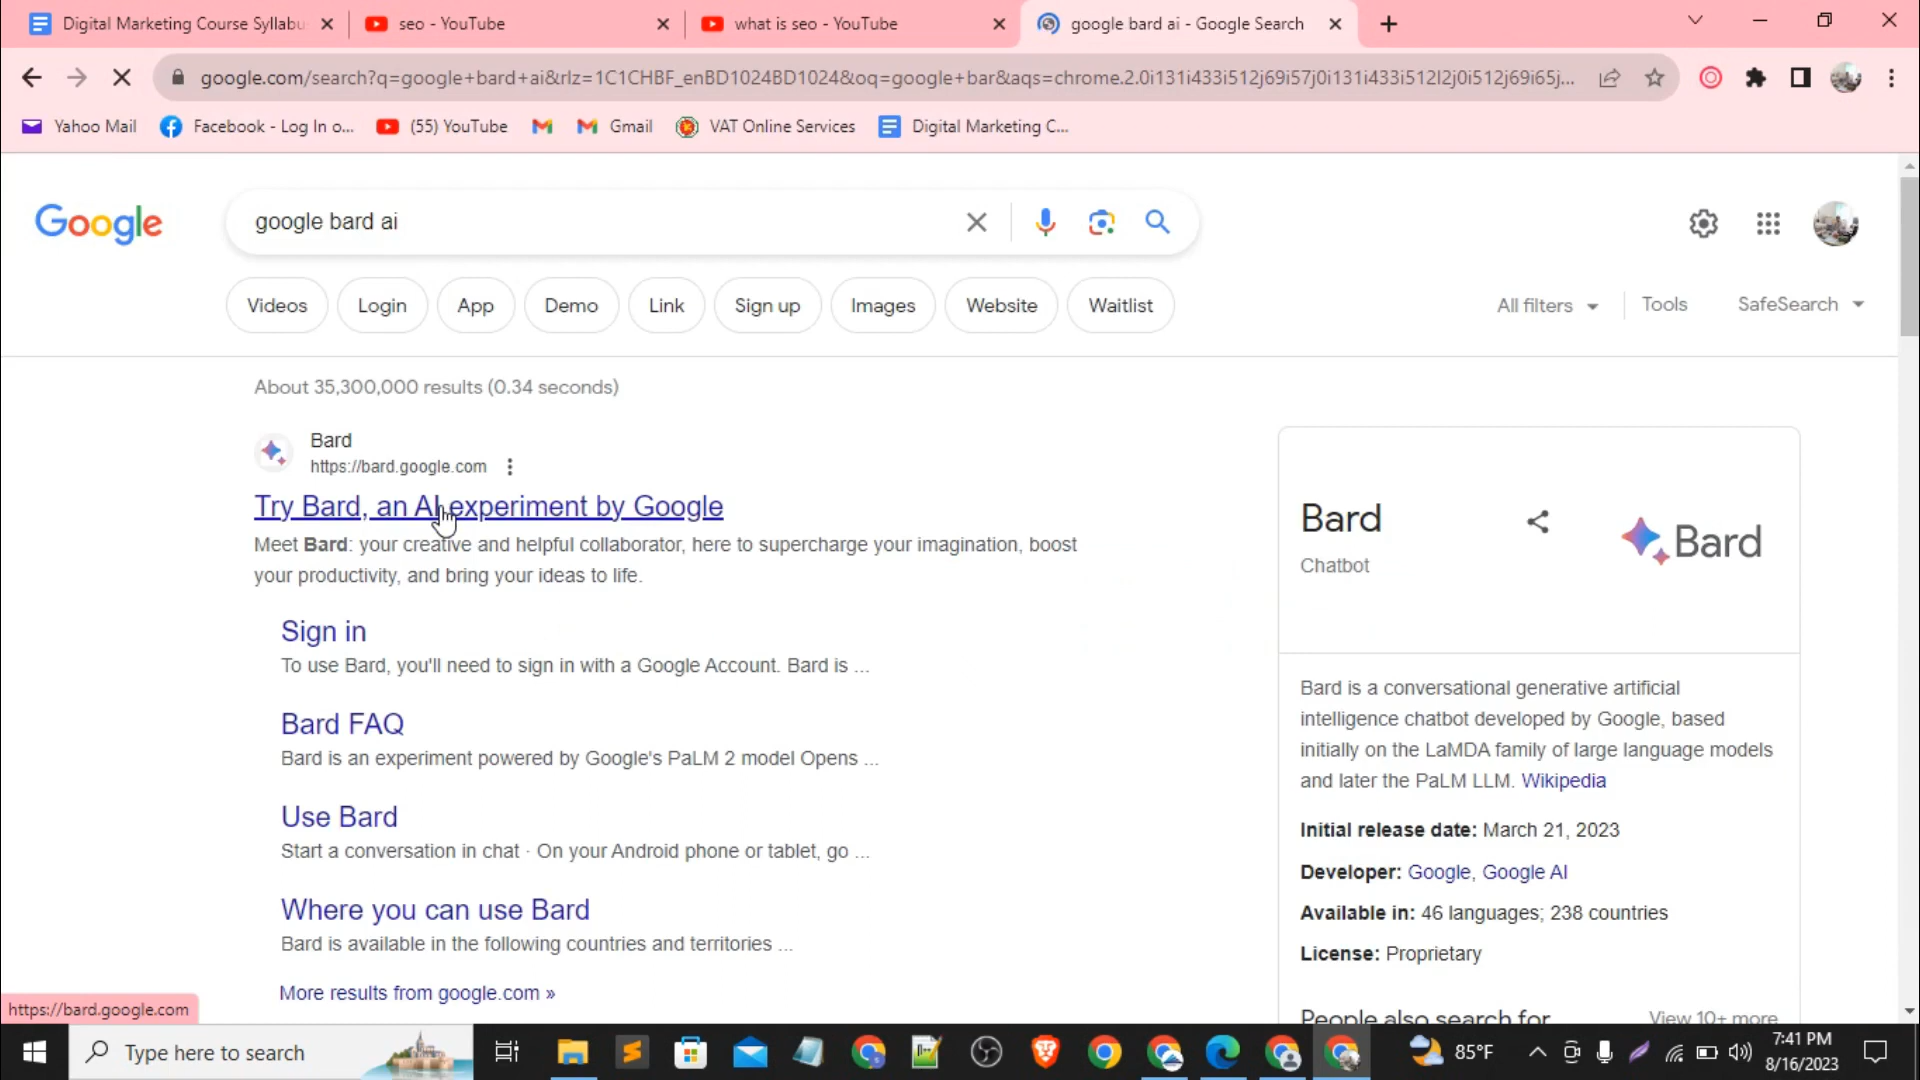 Digital Marketing Course Syllabu
seo - YouTube
what is seo - YouTube
google bard ai - Google Search
google.com/search?q=google+bard+ai&rlz=1C1CHBF_enBD1024BD1024&oq=google+bar&aqs=chrome.2.0i131i433i512j69i57j0i131i433i512l2j0i512j69i65j...
Yahoo Mail
Facebook - Log In o...
(55) YouTube
Gmail
VAT Online Services
Digital Marketing C...
Google
google bard ai
Videos
Login
App
Demo
Link
Sign up
Images
Website
Waitlist
All filters
Tools
SafeSearch
About 35,300,000 results (0.34 seconds)
Bard
https://bard.google.com
Try Bard, an AI experiment by Google
Meet Bard: your creative and helpful collaborator, here to supercharge your imagination, boost
your productivity, and bring your ideas to life.
Sign in
To use Bard, you'll need to sign in with a Google Account. Bard is ...
Bard FAQ
Bard is an experiment powered by Google's PaLM 2 model Opens ...
Use Bard
Start a conversation in chat · On your Android phone or tablet, go ...
Where you can use Bard
Bard is available in the following countries and territories ...
More results from google.com »
Bard
Chatbot
Bard
Bard is a conversational generative artificial
intelligence chatbot developed by Google, based
initially on the LaMDA family of large language models
and later the PaLM LLM. Wikipedia
Initial release date: March 21, 2023
Developer: Google, Google AI
Available in: 46 languages; 238 countries
License: Proprietary
People also search for
View 10+ more
https://bard.google.com
Type here to search
85°F
7:41 PM
8/16/2023